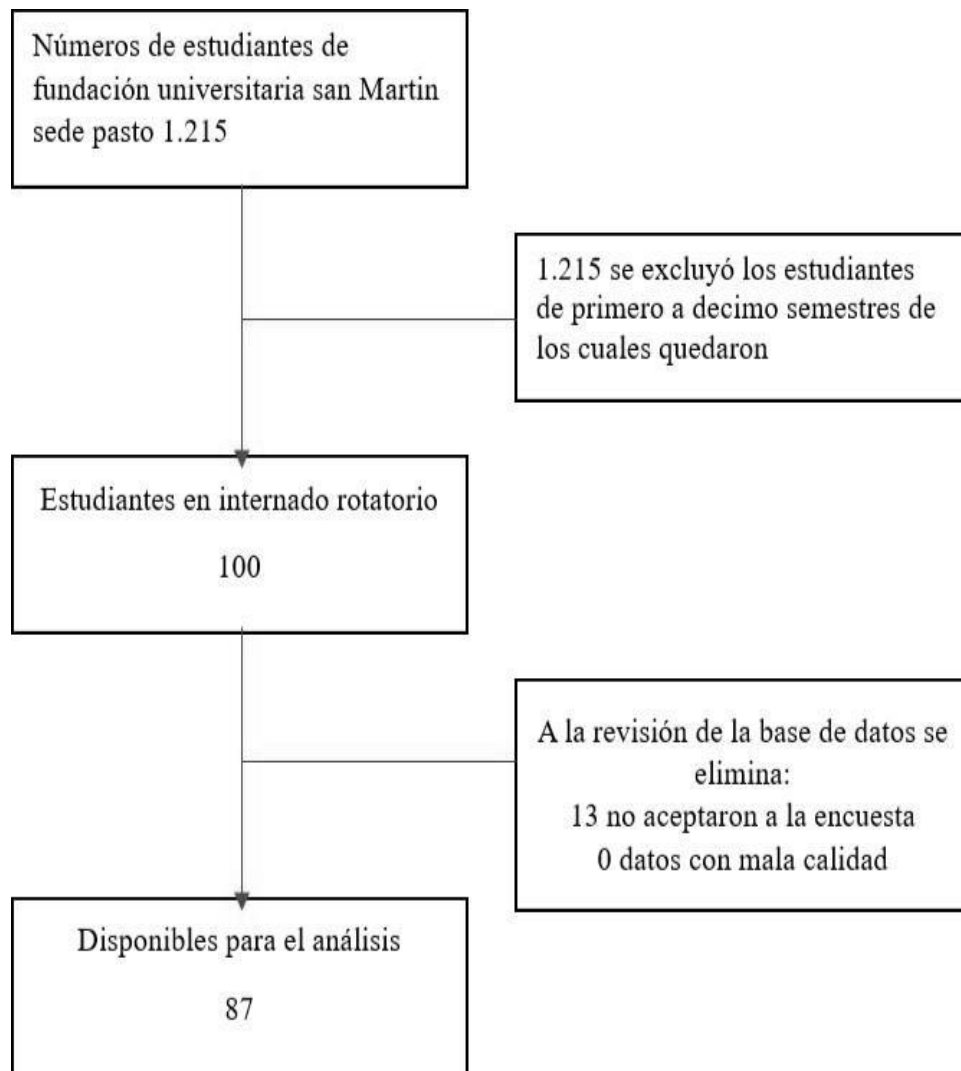 Números de estudiantes de
fundación universitaria san Martin
sede pasto 1.215
1.215 se excluyó los estudiantes
de primero a decimo semestres de
los cuales quedaron
Estudiantes en internado rotatorio
100
A la revisión de la base de datos se
elimina:
13 no aceptaron a la encuesta
0 datos con mala calidad
Disponibles para el análisis
87